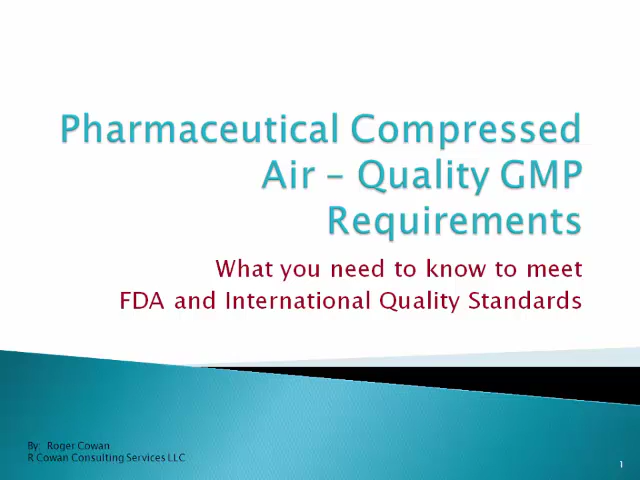 Pharmaceutical Compressed
Air – Quality GMP
Requirements
What you need to know to meet
FDA and International Quality Standards
By: Roger Cowan
R Cowan Consulting Services LLC
1